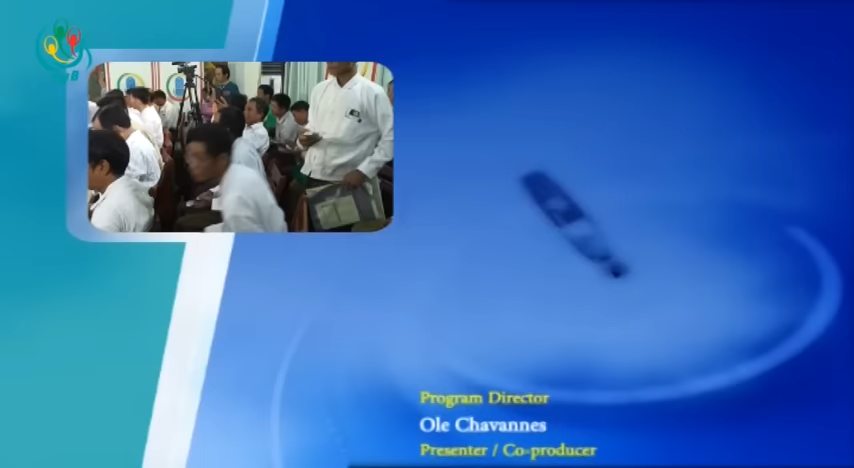 Program Director
Ole Chavannes
Presenter / Co-producer